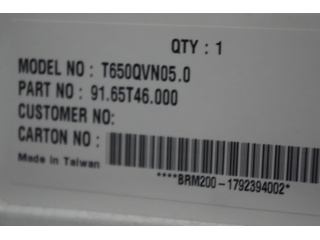 QTY : 1
MODEL NO : T650QVN05.0
PART NO : 91.65T46.000
CUSTOMER NO:
CARTON NO :
Made in Taiwan
****BRM200-1792394002*